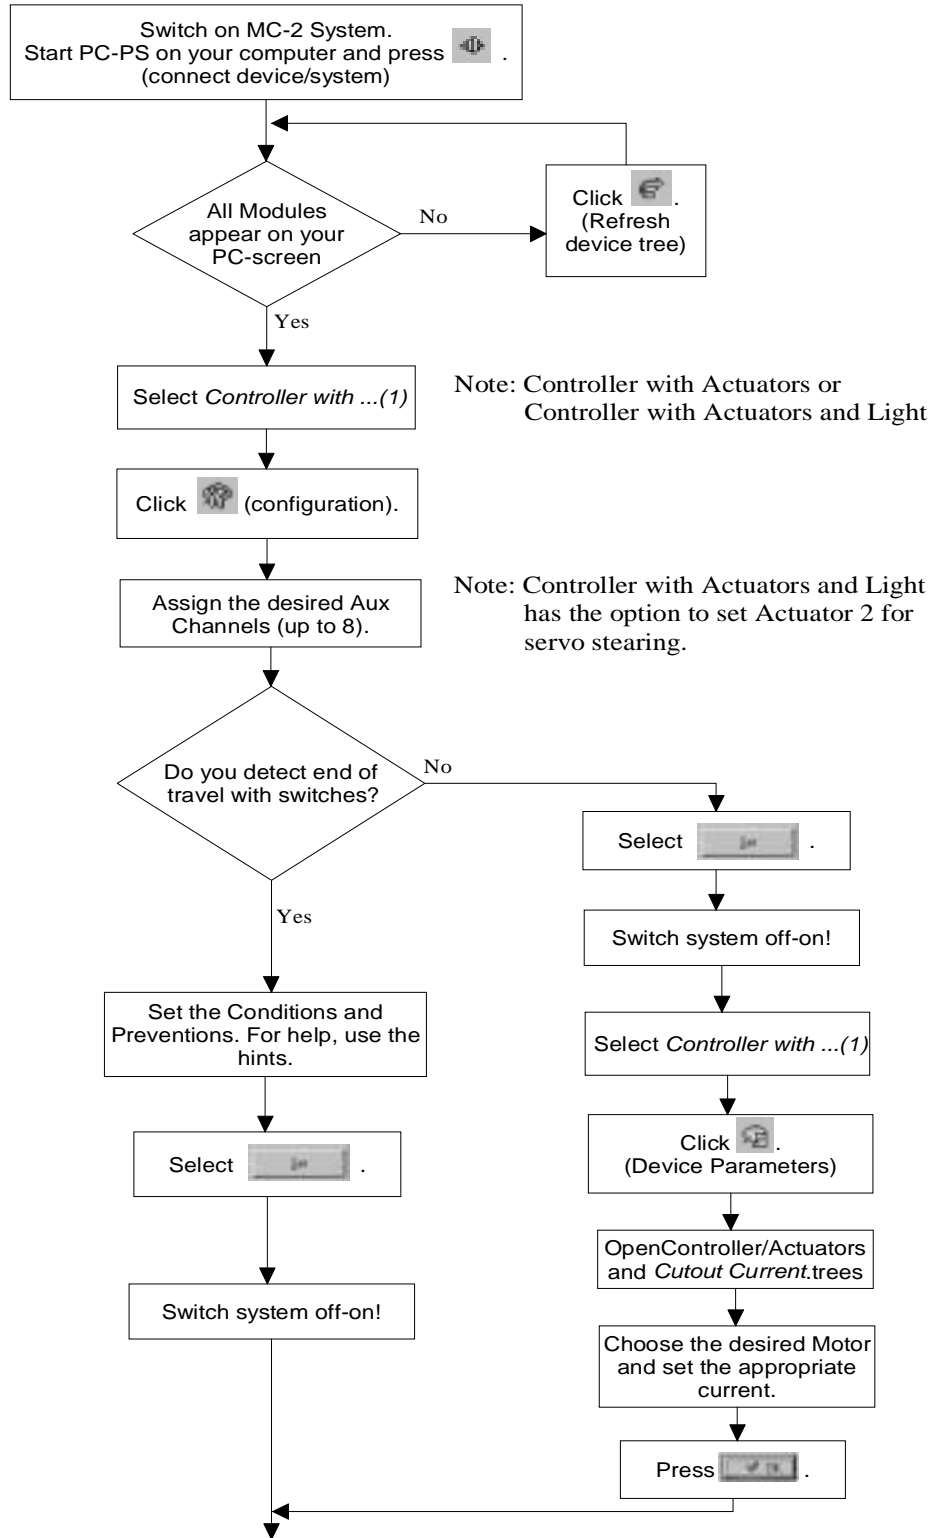 Switch on MC-2 System.
Start PC-PS on your computer and press .
(connect device/system)
All Modules
appear on your
PC-screen
No
Click .
(Refresh
device tree)
Yes
Select Controller with ...(1)
Note: Controller with Actuators or
Controller with Actuators and Light
Click (configuration).
Assign the desired Aux
Channels (up to 8).
Note: Controller with Actuators and Light
has the option to set Actuator 2 for
servo stearing.
Do you detect end of
travel with switches?
No
Select .
Switch system off-on!
Select Controller with ...(1)
Click .
(Device Parameters)
OpenController/Actuators
and Cutout Current.trees
Choose the desired Motor
and set the appropriate
current.
Press .
Yes
Set the Conditions and
Preventions. For help, use the
hints.
Select .
Switch system off-on!